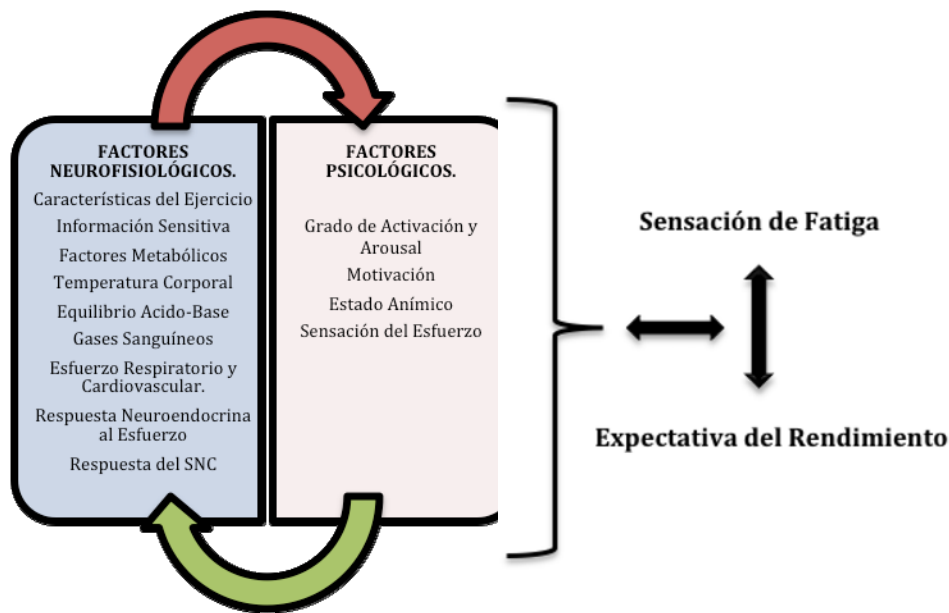 FACTORES
NEUROFISIOLÓGICOS.
Características del Ejercicio
Información Sensitiva
Factores Metabólicos
Temperatura Corporal
Equilibrio Acido-Base
Gases Sanguíneos
Esfuerzo Respiratorio y
Cardiovascular.
Respuesta Neuroendocrina
al Esfuerzo
Respuesta del SNC
FACTORES
PSICOLÓGICOS.
Grado de Activación y
Arousal
Motivación
Estado Anímico
Sensación del Esfuerzo
Sensación de Fatiga
Expectativa del Rendimiento